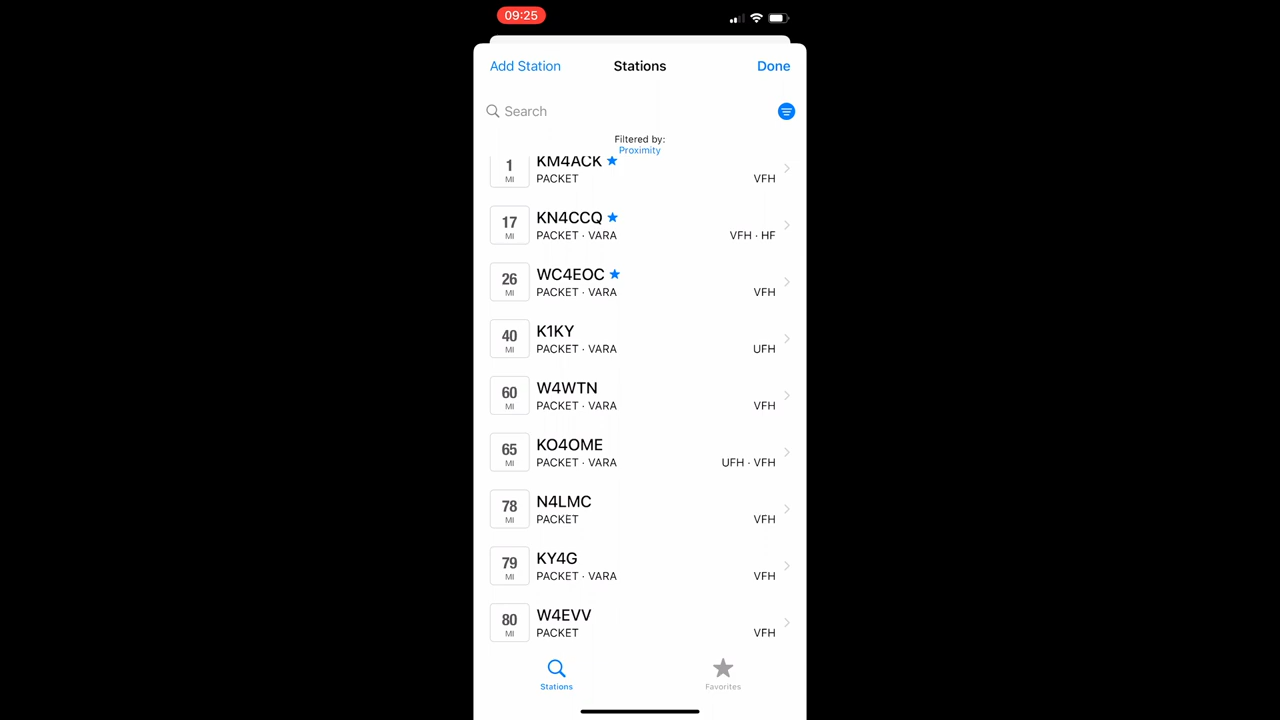 09:25
Add Station Stations Done
Search
Filtered by:
Proximity
1 KM4ACK
MI PACKET VFH
17 KN4CCQ
MI PACKET · VARA VFH · HF
26 WC4EOC
MI PACKET · VARA VFH
40 K1KY
MI PACKET · VARA UFH
60 W4WTN
MI PACKET · VARA VFH
65 KO4OME
MI PACKET · VARA UFH · VFH
78 N4LMC
MI PACKET VFH
79 KY4G
MI PACKET · VARA VFH
80 W4EVV
MI PACKET VFH
Stations Favorites